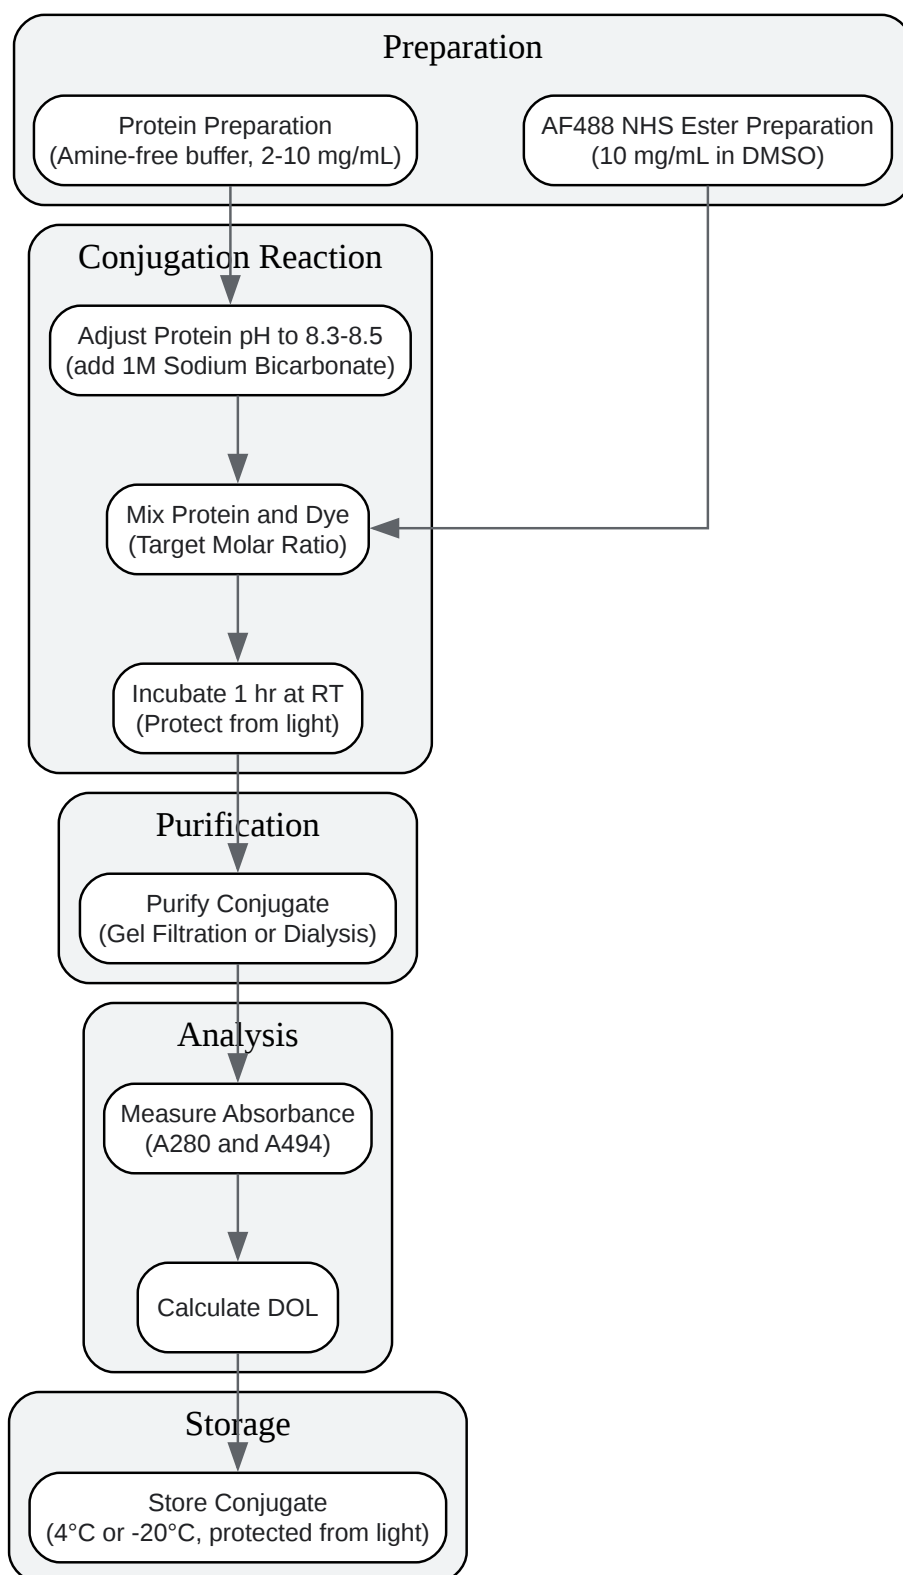 Preparation
Protein Preparation
(Amine-free buffer, 2-10 mg/mL)
AF488 NHS Ester Preparation
(10 mg/mL in DMSO)
Conjugation Reaction
Adjust Protein pH to 8.3-8.5
(add 1M Sodium Bicarbonate)
Mix Protein and Dye
(Target Molar Ratio)
Incubate 1 hr at RT
(Protect from light)
Purification
Purify Conjugate
(Gel Filtration or Dialysis)
Analysis
Measure Absorbance
(A280 and A494)
Calculate DOL
Storage
Store Conjugate
(4°C or -20°C, protected from light)